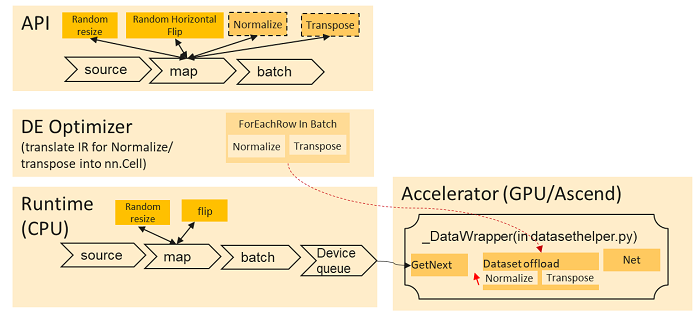 API
Random
resize
Random Horizontal
Flip
Normalize
Transpose
source
map
batch
DE Optimizer
(translate IR for Normalize/
transpose into nn.Cell)
ForEachRow In Batch
Normalize
Transpose
Runtime
(CPU)
Random
resize
flip
source
map
batch
Device
queue
Accelerator (GPU/Ascend)
_DataWrapper(in datasethelper.py)
GetNext
Dataset offload
Normalize
Transpose
Net